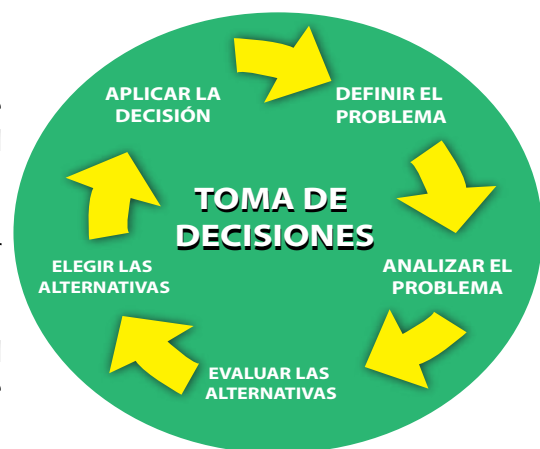 TOMA DE
DECISIONES
DEFINIR EL
PROBLEMA
ANALIZAR EL
PROBLEMA
EVALUAR LAS
ALTERNATIVAS
ELEGIR LAS
ALTERNATIVAS
APLICAR LA
DECISIÓN